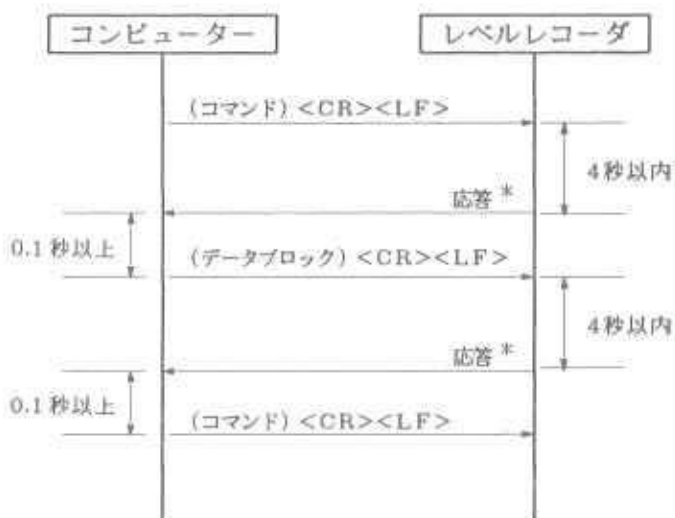 コンピューター
レベルレコーダ
(コマンド)<CR><LF>
4秒以内
応答*
0.1秒以上
(データブロック)<CR><LF>
4秒以内
応答*
0.1秒以上
(コマンド)<CR><LF>